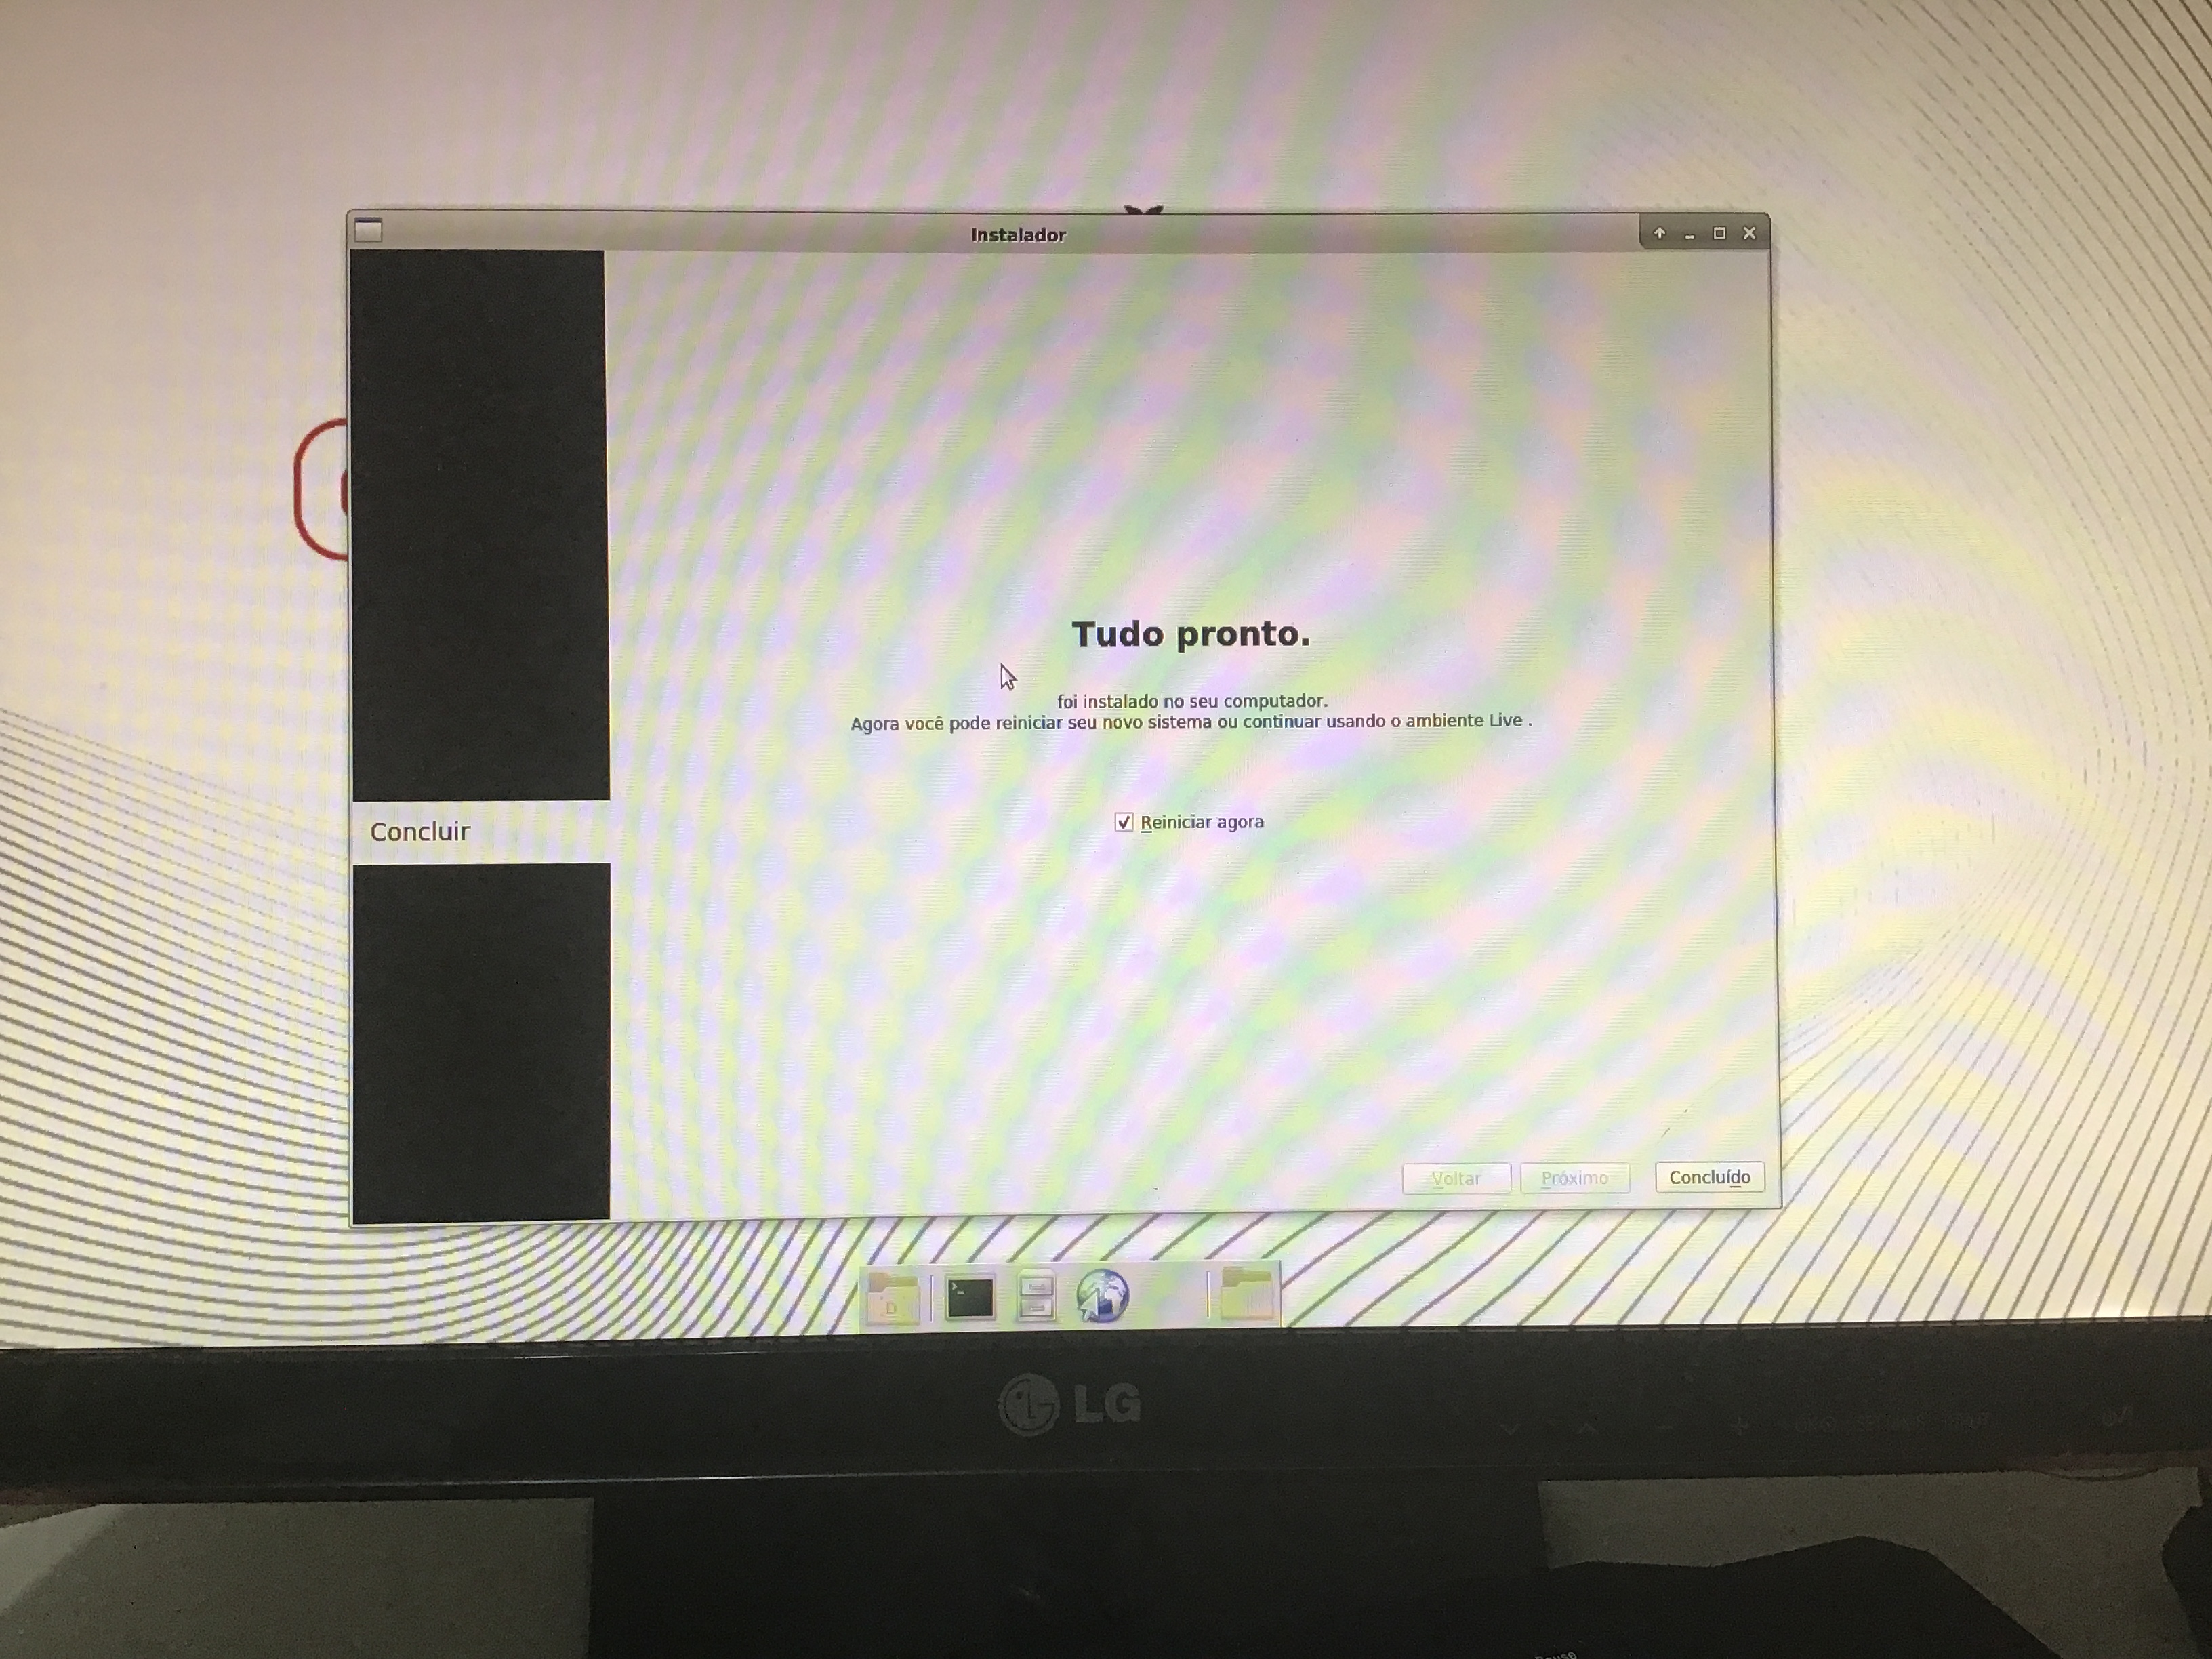 Instalador
Tudo pronto.
foi instalado no seu computador.
Agora você pode reiniciar seu novo sistema ou continuar usando o ambiente Live .
Reiniciar agora
Concluir
Voltar
Próximo
Concluído
D
LG